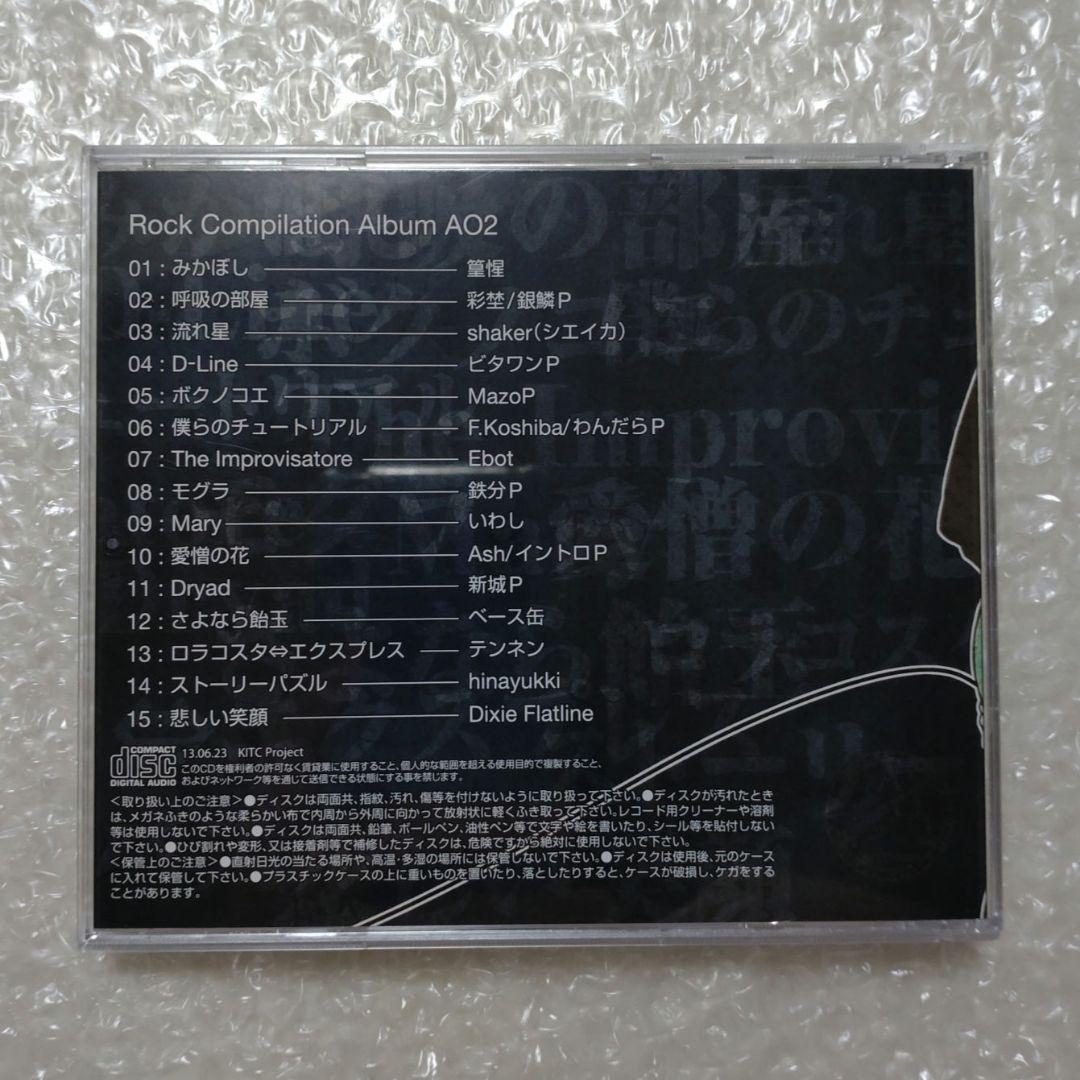 Rock Compilation Album AO2
01 : みかぼし 篁惺
02 : 呼吸の部屋 彩埜/銀鱗P
03 : 流れ星 shaker(シエイカ)
04 : D-Line ビタワンP
05 : ボクノコエ MazoP
06 : 僕らのチュートリアル F.Koshiba/わんだらP
07 : The Improvisatore Ebot
08 : モグラ 鉄分P
09 : Mary いわし
10 : 愛憎の花 Ash/イントロP
11 : Dryad 新城P
12 : さよなら飴玉 ベース缶
13 : ロラコスタ⇔エクスプレス テンネン
14 : ストーリーパズル hinayukki
15 : 悲しい笑顔 Dixie Flatline
COMPACT disc DIGITAL AUDIO
13.06.23 KITC Project
このCDを権利者の許可なく賃貸業に使用すること、個人的な範囲を超える使用目的で複製すること、
およびネットワーク等を通じて送信できる状態にする事を禁じます。
<取り扱い上のご注意>●ディスクは両面共、指紋、汚れ、傷等を付けないように取り扱って下さい。●ディスクが汚れたとき
は、メガネふきのような柔らかい布で内周から外周に向かって放射状に軽くふき取って下さい。レコード用クリーナーや溶剤
等は使用しないで下さい。●ディスクは両面共、鉛筆、ボールペン、油性ペン等で文字や絵を書いたり、シール等を貼付しない
で下さい。●ひび割れや変形、又は接着剤等で補修したディスクは、危険ですから絶対に使用しないで下さい。
<保管上のご注意>●直射日光の当たる場所や、高温・多湿の場所には保管しないで下さい。●ディスクは使用後、元のケース
に入れて保管して下さい。●プラスチックケースの上に重いものを置いたり、落としたりすると、ケースが破損し、ケガをする
ことがあります。